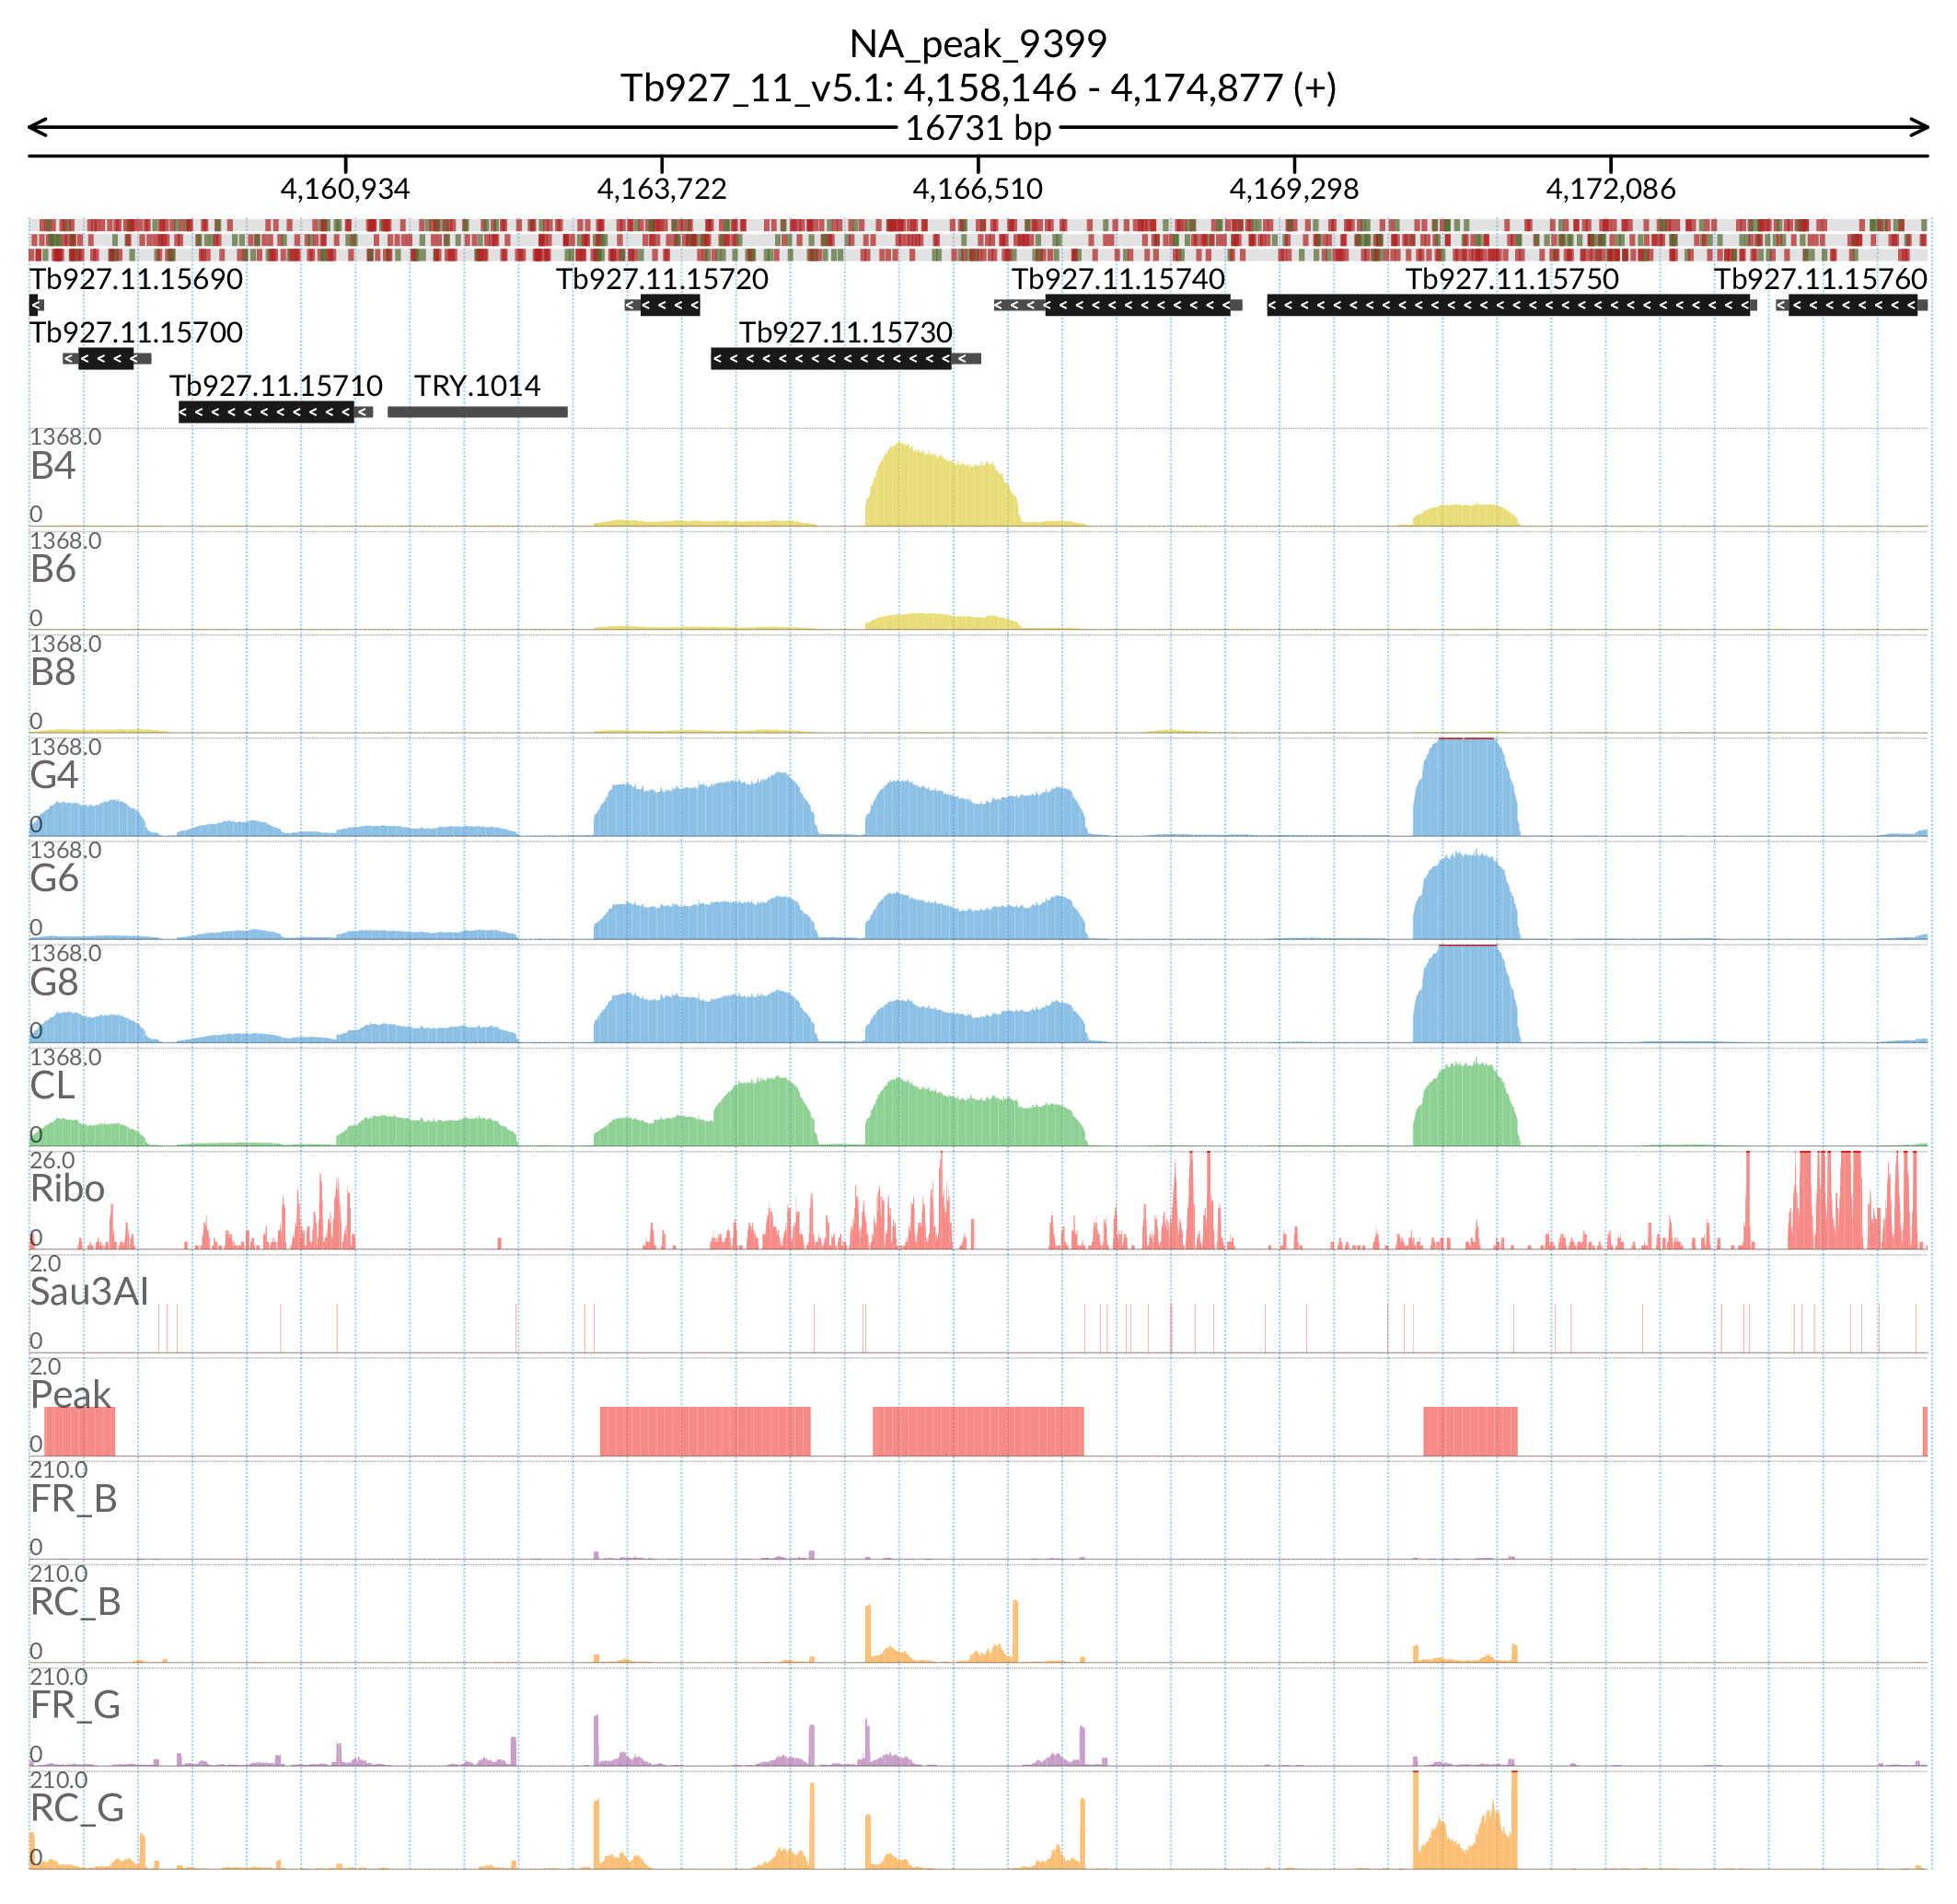 NA_peak_9399
Tb927_11_v5.1: 4,158,146 - 4,174,877 (+)
16731 bp
4,160,934 4,163,722 4,166,510 4,169,298 4,172,086
Tb927.11.15690 Tb927.11.15720 Tb927.11.15740 Tb927.11.15750 Tb927.11.15760
Tb927.11.15700 Tb927.11.15730
Tb927.11.15710 TRY.1014
1368.0
B4
0
1368.0
B6
0
1368.0
B8
0
1368.0
G4
0
1368.0
G6
0
1368.0
G8
0
1368.0
CL
0
26.0
Ribo
0
2.0
Sau3AI
0
2.0
Peak
0
210.0
FR_B
0
210.0
RC_B
0
210.0
FR_G
0
210.0
RC_G
0